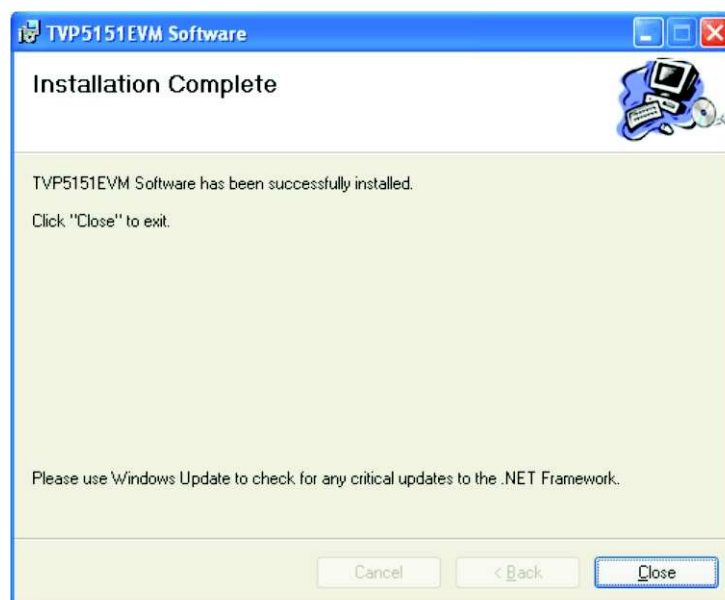 TVP5151EVM Software
Installation Complete
TVP5151EVM Software has been successfully installed.
Click "Close" to exit.
Please use Windows Update to check for any critical updates to the .NET Framework.
Cancel
< Back
Close